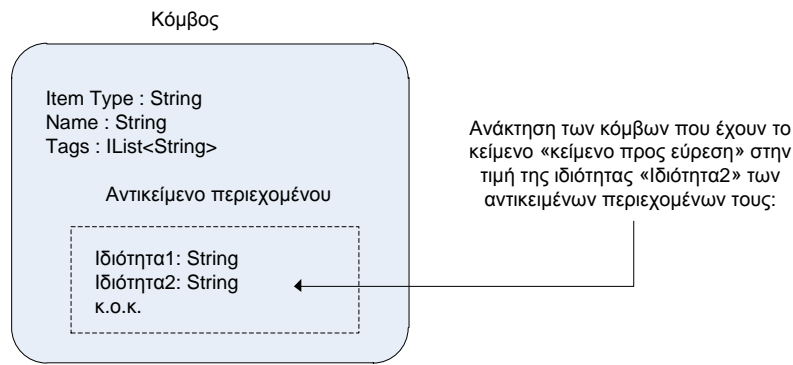 Κόμβος
Item Type : String
Name : String
Tags : IList<String>
Αντικείμενο περιεχομένου
Ιδιότητα1: String
Ιδιότητα2: String
κ.ο.κ.
Ανάκτηση των κόμβων που έχουν το
κείμενο «κείμενο προς εύρεση» στην
τιμή της ιδιότητας «Ιδιότητα2» των
αντικειμένων περιεχομένων τους: